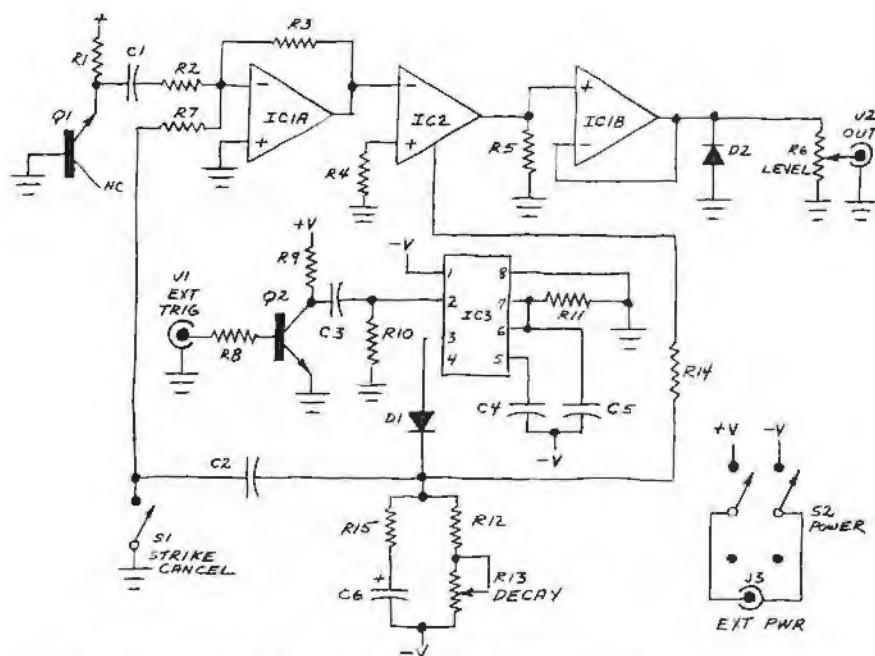 +
R1
C1
R2
R3
R7
Q1
NC
IC1A
- 
+
R4
-
+
IC2
R5
+
-
IC1B
D2
R6
LEVEL
J2
OUT
+V
R9
J1
EXT
TRIG
R8
Q2
C3
R10
-V
1
2
3
4
8
7
6
5
IC3
R11
C4
C5
-V
R14
D1
C2
S1
STRIKE
CANCEL
R15
R12
+
C6
R13
DECAY
-V
+V
-V
S2
POWER
J3
EXT PWR